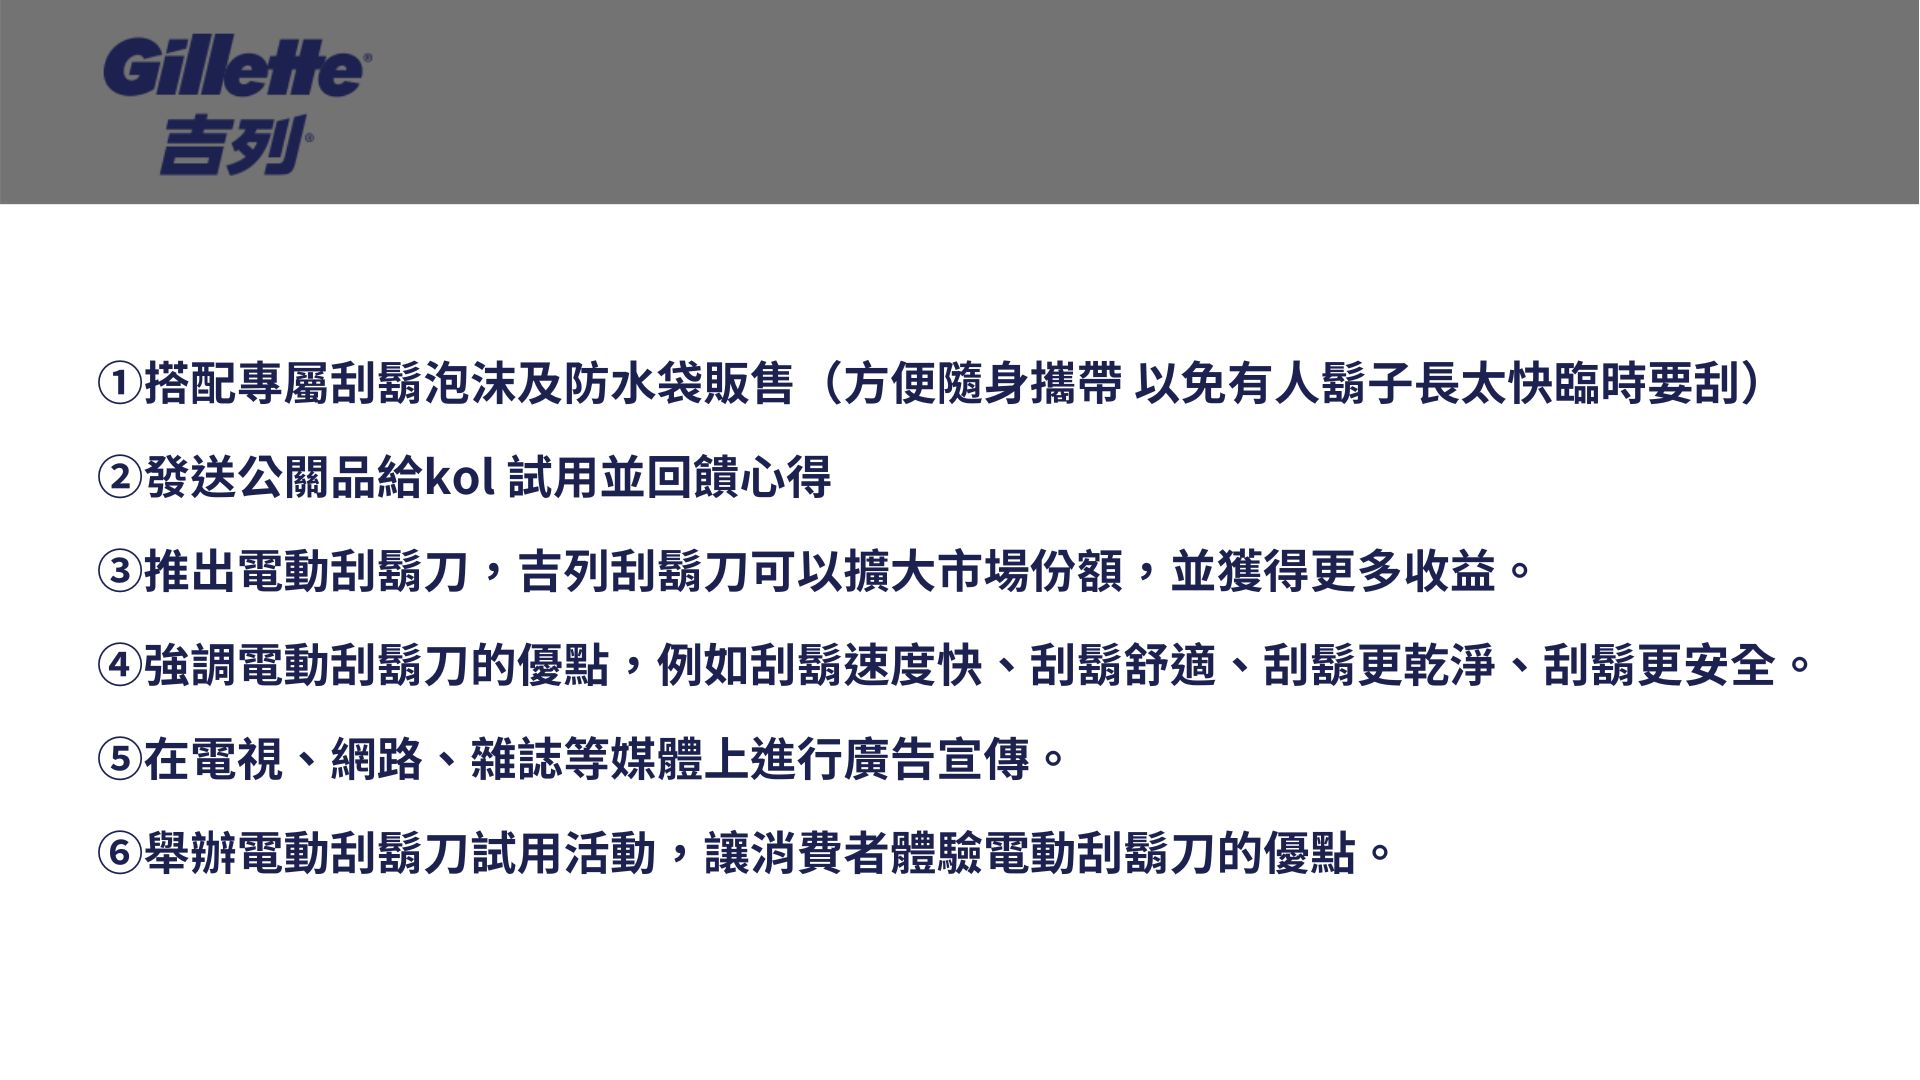 Gillette®
吉列®
①搭配專屬刮鬍泡沫及防水袋販售（方便隨身攜帶 以免有人鬍子長太快臨時要刮）
②發送公關品給kol 試用並回饋心得
③推出電動刮鬍刀，吉列刮鬍刀可以擴大市場份額，並獲得更多收益。
④強調電動刮鬍刀的優點，例如刮鬍速度快、刮鬍舒適、刮鬍更乾淨、刮鬍更安全。
⑤在電視、網路、雜誌等媒體上進行廣告宣傳。
⑥舉辦電動刮鬍刀試用活動，讓消費者體驗電動刮鬍刀的優點。